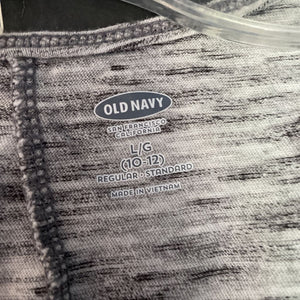 OLD NAVY
SAN FRANCISCO
CALIFORNIA
L/G
(10-12)
REGULAR - STANDARD
MADE IN VIETNAM